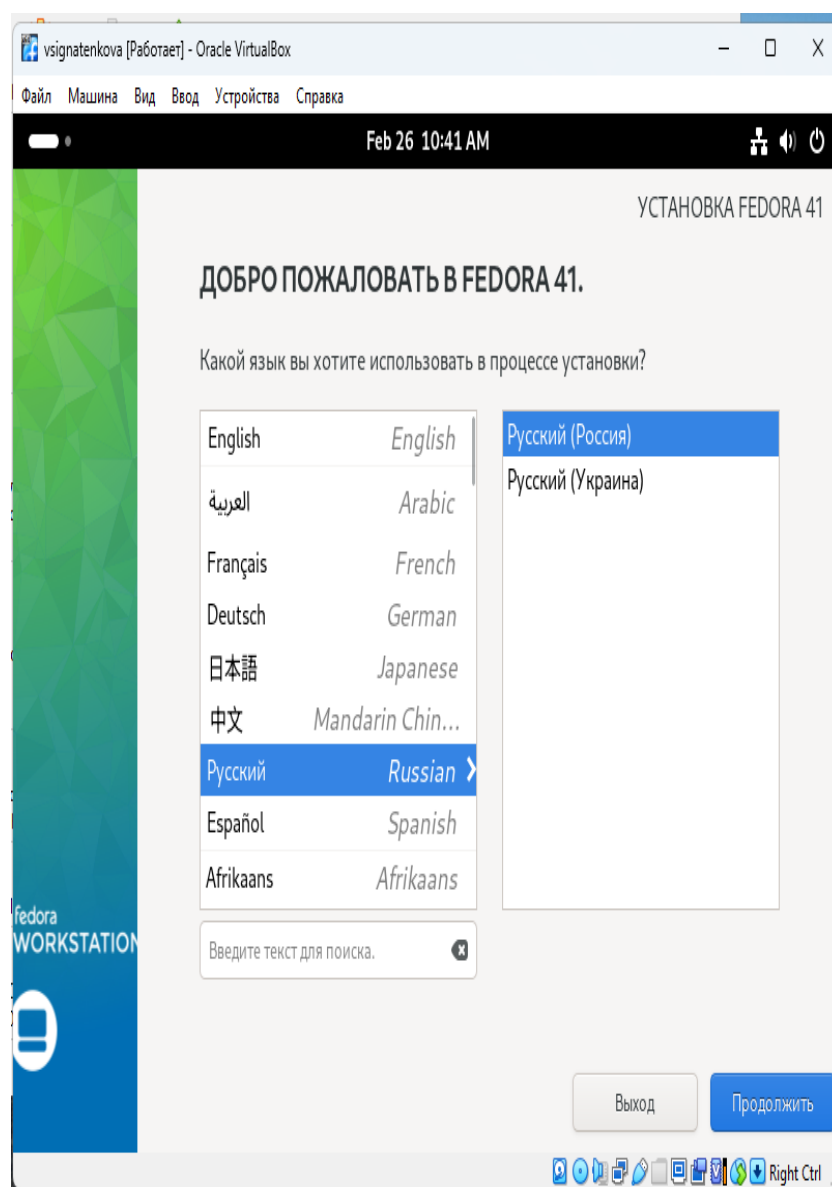 vsignatenkova [Работает] - Oracle VirtualBox
Файл Машина Вид Ввод Устройства Справка
Feb 26 10:41 AM
УСТАНОВКА FEDORA 41
ДОБРО ПОЖАЛОВАТЬ В FEDORA 41.
Какой язык вы хотите использовать в процессе установки?
English English
العربية Arabic
Français French
Deutsch German
日本語 Japanese
中文 Mandarin Chin...
Русский Russian
Español Spanish
Afrikaans Afrikaans
Русский (Россия)
Русский (Украина)
Введите текст для поиска.
fedora
WORKSTATION
Выход Продолжить
Right Ctrl